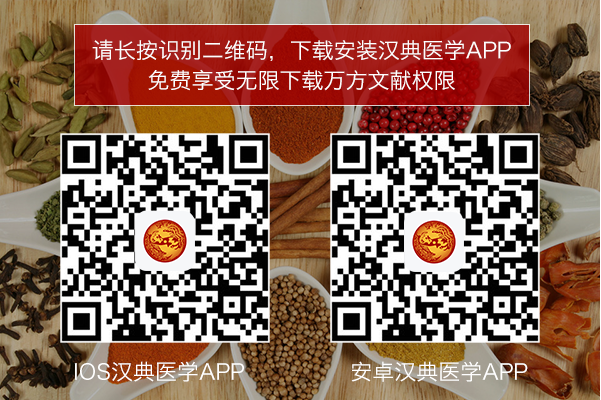 请长按识别二维码，下载安装汉典医学APP
免费享受无限下载万方文献权限
IOS汉典医学APP
安卓汉典医学APP